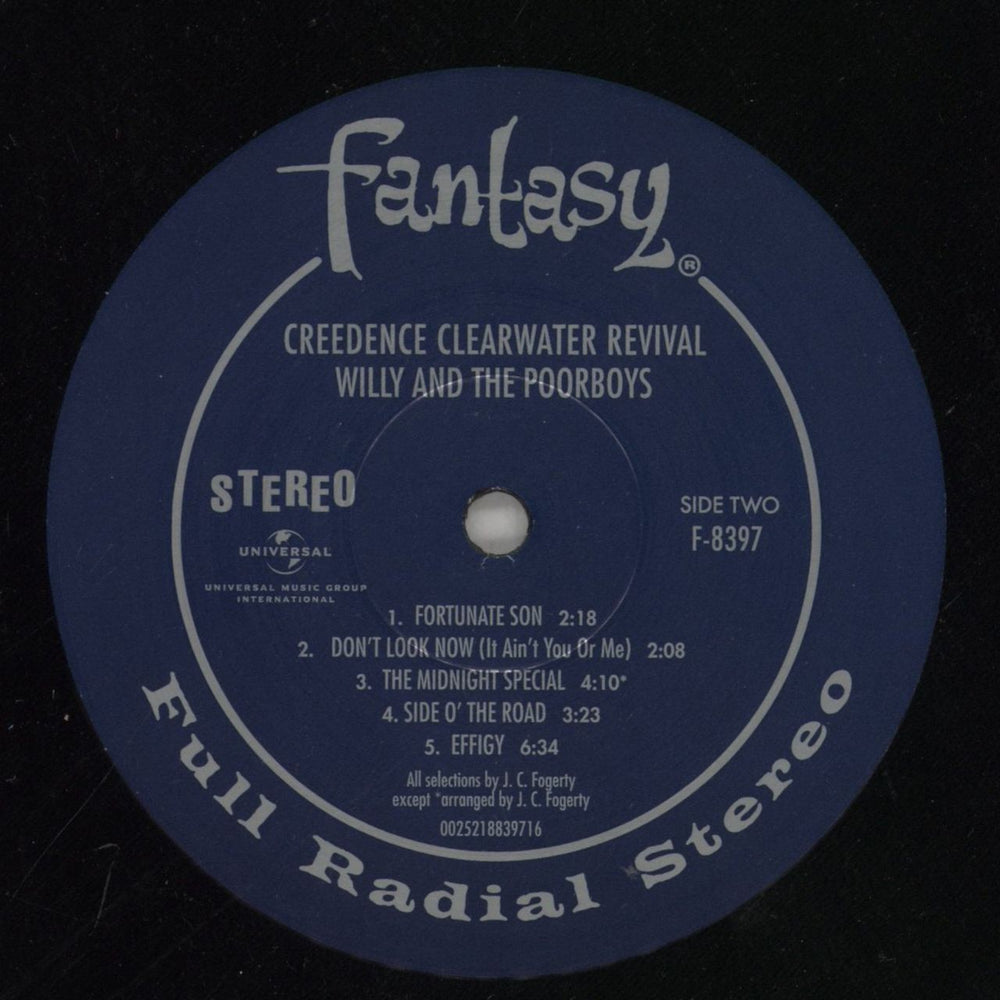 fantasy®
CREEDENCE CLEARWATER REVIVAL
WILLY AND THE POORBOYS
STEREO
UNIVERSAL
UNIVERSAL MUSIC GROUP
INTERNATIONAL
SIDE TWO
F-8397
1. FORTUNATE SON 2:18
2. DON'T LOOK NOW (It Ain't You Or Me) 2:08
3. THE MIDNIGHT SPECIAL 4:10*
4. SIDE O' THE ROAD 3:23
5. EFFIGY 6:34
All selections by J. C. Fogerty
except *arranged by J. C. Fogerty
0025218839716
Full Radial Stereo